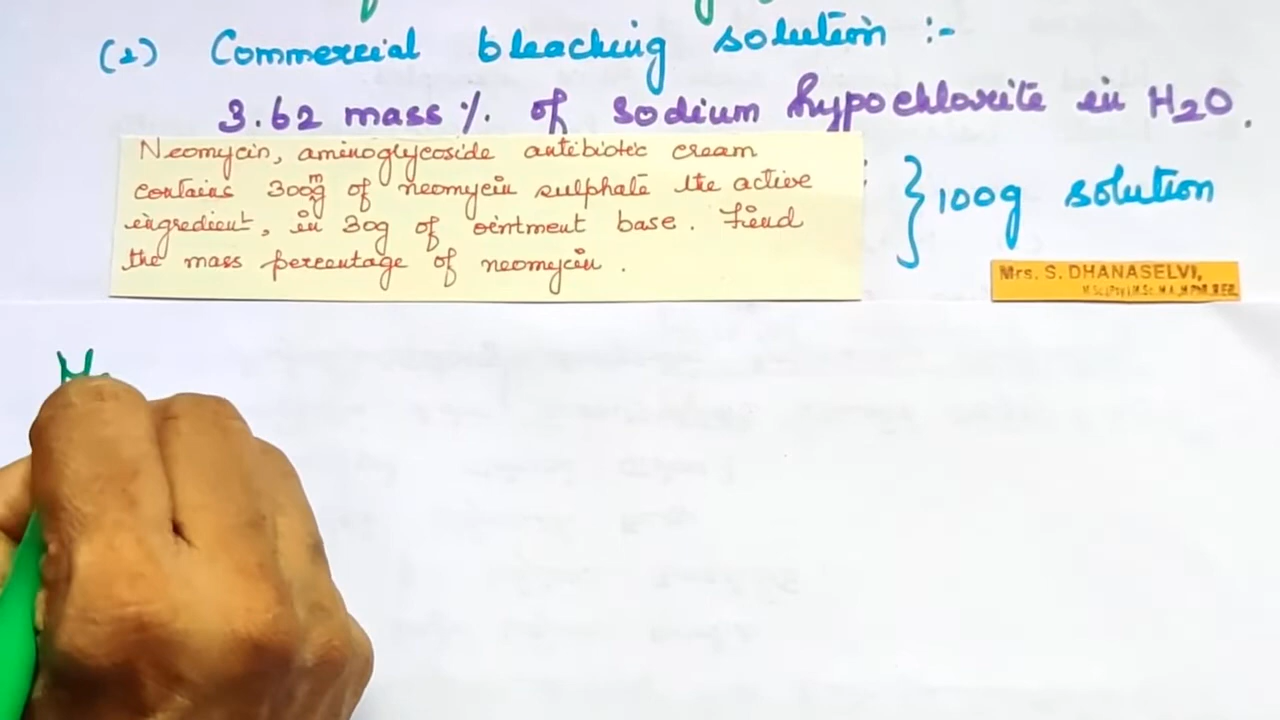 (2) Commercial bleaching solution :-
3.62 mass % of sodium hypochlorite in H2O.
Neomycin, aminoglycoside antibiotic cream
contains 300mg of neomycin sulphate the active
ingredient, in 30g of ointment base. Find
the mass percentage of neomycin.
} 100g solution
Mrs. S. DHANASELVI,
M